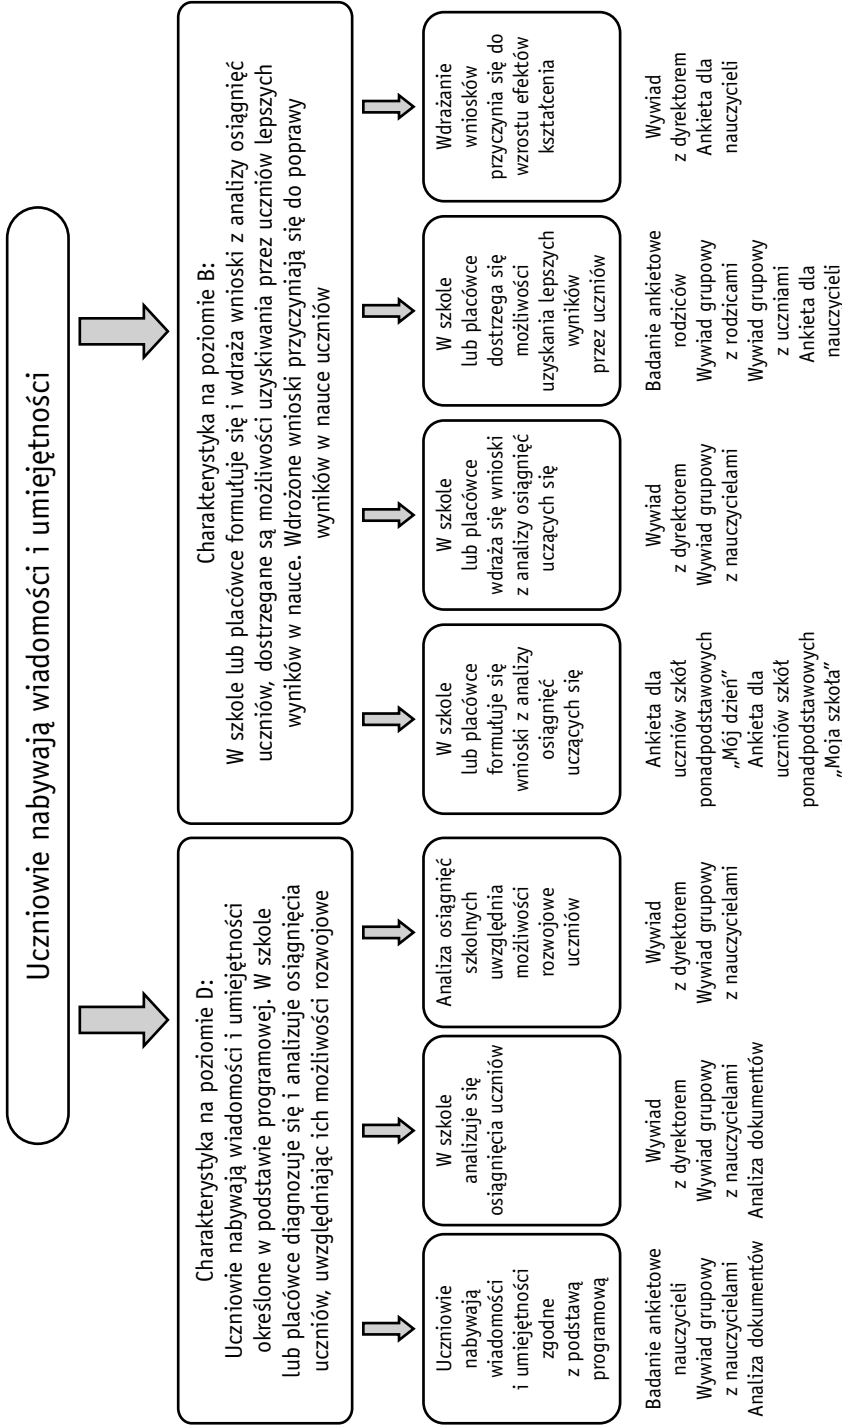 Uczniowie nabywają wiadomości i umiejętności
Charakterystyka na poziomie D:
Uczniowie nabywają wiadomości i umiejętności
określone w podstawie programowej. W szkole
lub placówce diagnozuje się i analizuje osiągnięcia
uczniów, uwzględniając ich możliwości rozwojowe
Charakterystyka na poziomie B:
W szkole lub placówce formułuje się i wdraża wnioski z analizy osiągnięć
uczniów, dostrzegane są możliwości uzyskiwania przez uczniów lepszych
wyników w nauce. Wdrożone wnioski przyczyniają się do poprawy
wyników w nauce uczniów
Uczniowie
nabywają
wiadomości
i umiejętności
zgodne
z podstawą
programową
W szkole
analizuje się
osiągnięcia uczniów
Analiza osiągnięć
szkolnych
uwzględnia
możliwości
rozwojowe
uczniów
W szkole
lub placówce
formułuje się
wnioski z analizy
osiągnięć
uczących się
W szkole
lub placówce
wdraża się wnioski
z analizy osiągnięć
uczących się
W szkole
lub placówce
dostrzega się
możliwości
uzyskania lepszych
wyników
przez uczniów
Wdrażanie
wniosków
przyczynia się do
wzrostu efektów
kształcenia
Badanie ankietowe
nauczycieli
Wywiad grupowy
z nauczycielami
Analiza dokumentów
Wywiad
z dyrektorem
Wywiad grupowy
z nauczycielami
Analiza dokumentów
Wywiad
z dyrektorem
Wywiad grupowy
z nauczycielami
Ankieta dla
uczniów szkół
ponadpodstawowych
„Mój dzień”
Ankieta dla
uczniów szkół
ponadpodstawowych
„Moja szkoła”
Wywiad
z dyrektorem
Wywiad grupowy
z nauczycielami
Badanie ankietowe
rodziców
Wywiad grupowy
z rodzicami
Wywiad grupowy
z uczniami
Ankieta dla
nauczycieli
Wywiad
z dyrektorem
Ankieta dla
nauczycieli